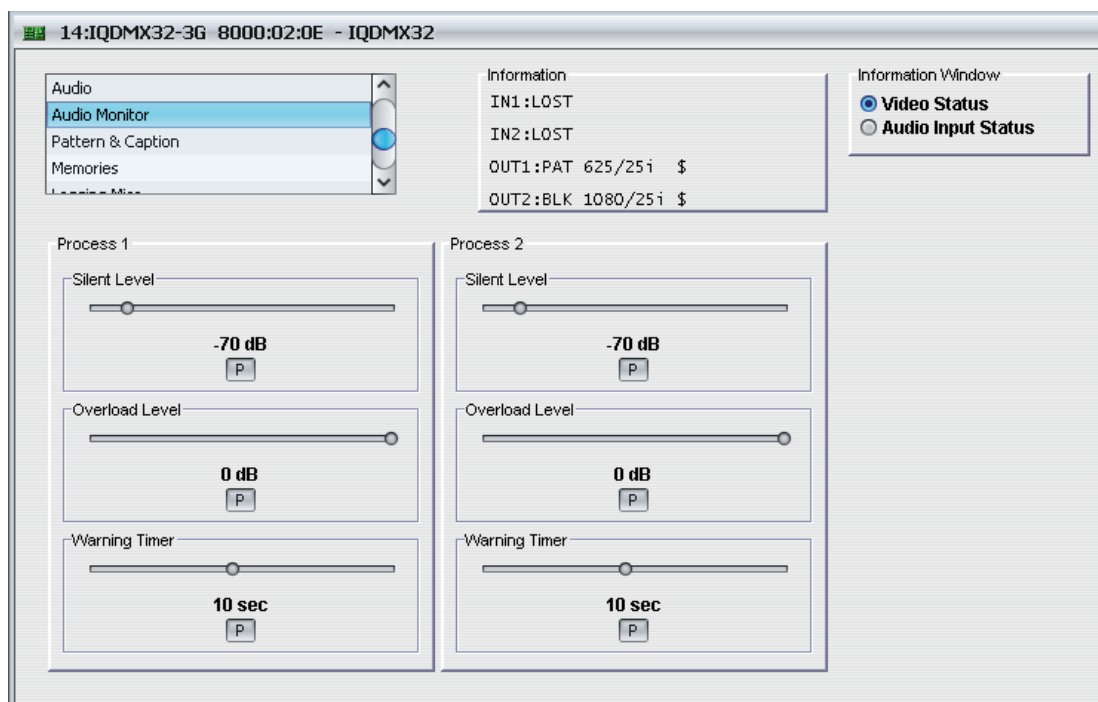 14:IQDMX32-3G 8000:02:0E - IQDMX32
Audio
Audio Monitor
Pattern & Caption
Memories
Information
IN1:LOST
IN2:LOST
OUT1:PAT 625/25i $
OUT2:BLK 1080/25i $
Information Window
Video Status
Audio Input Status
Process 1
Silent Level
-70 dB
P
Overload Level
0 dB
P
Warning Timer
10 sec
P
Process 2
Silent Level
-70 dB
P
Overload Level
0 dB
P
Warning Timer
10 sec
P